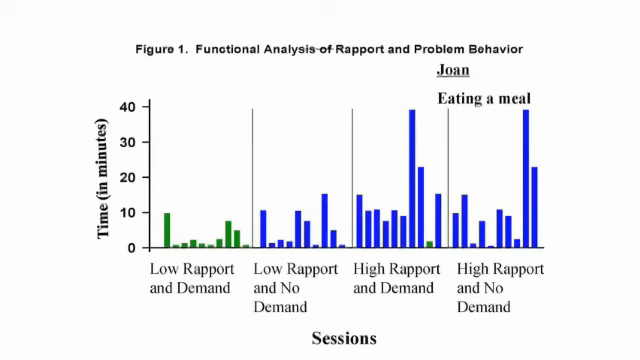 Figure 1. Functional Analysis of Rapport and Problem Behavior
Joan
Eating a meal
Time (in minutes)
40
30
20
10
0
Low Rapport and Demand
Low Rapport and No Demand
High Rapport and Demand
High Rapport and No Demand
Sessions